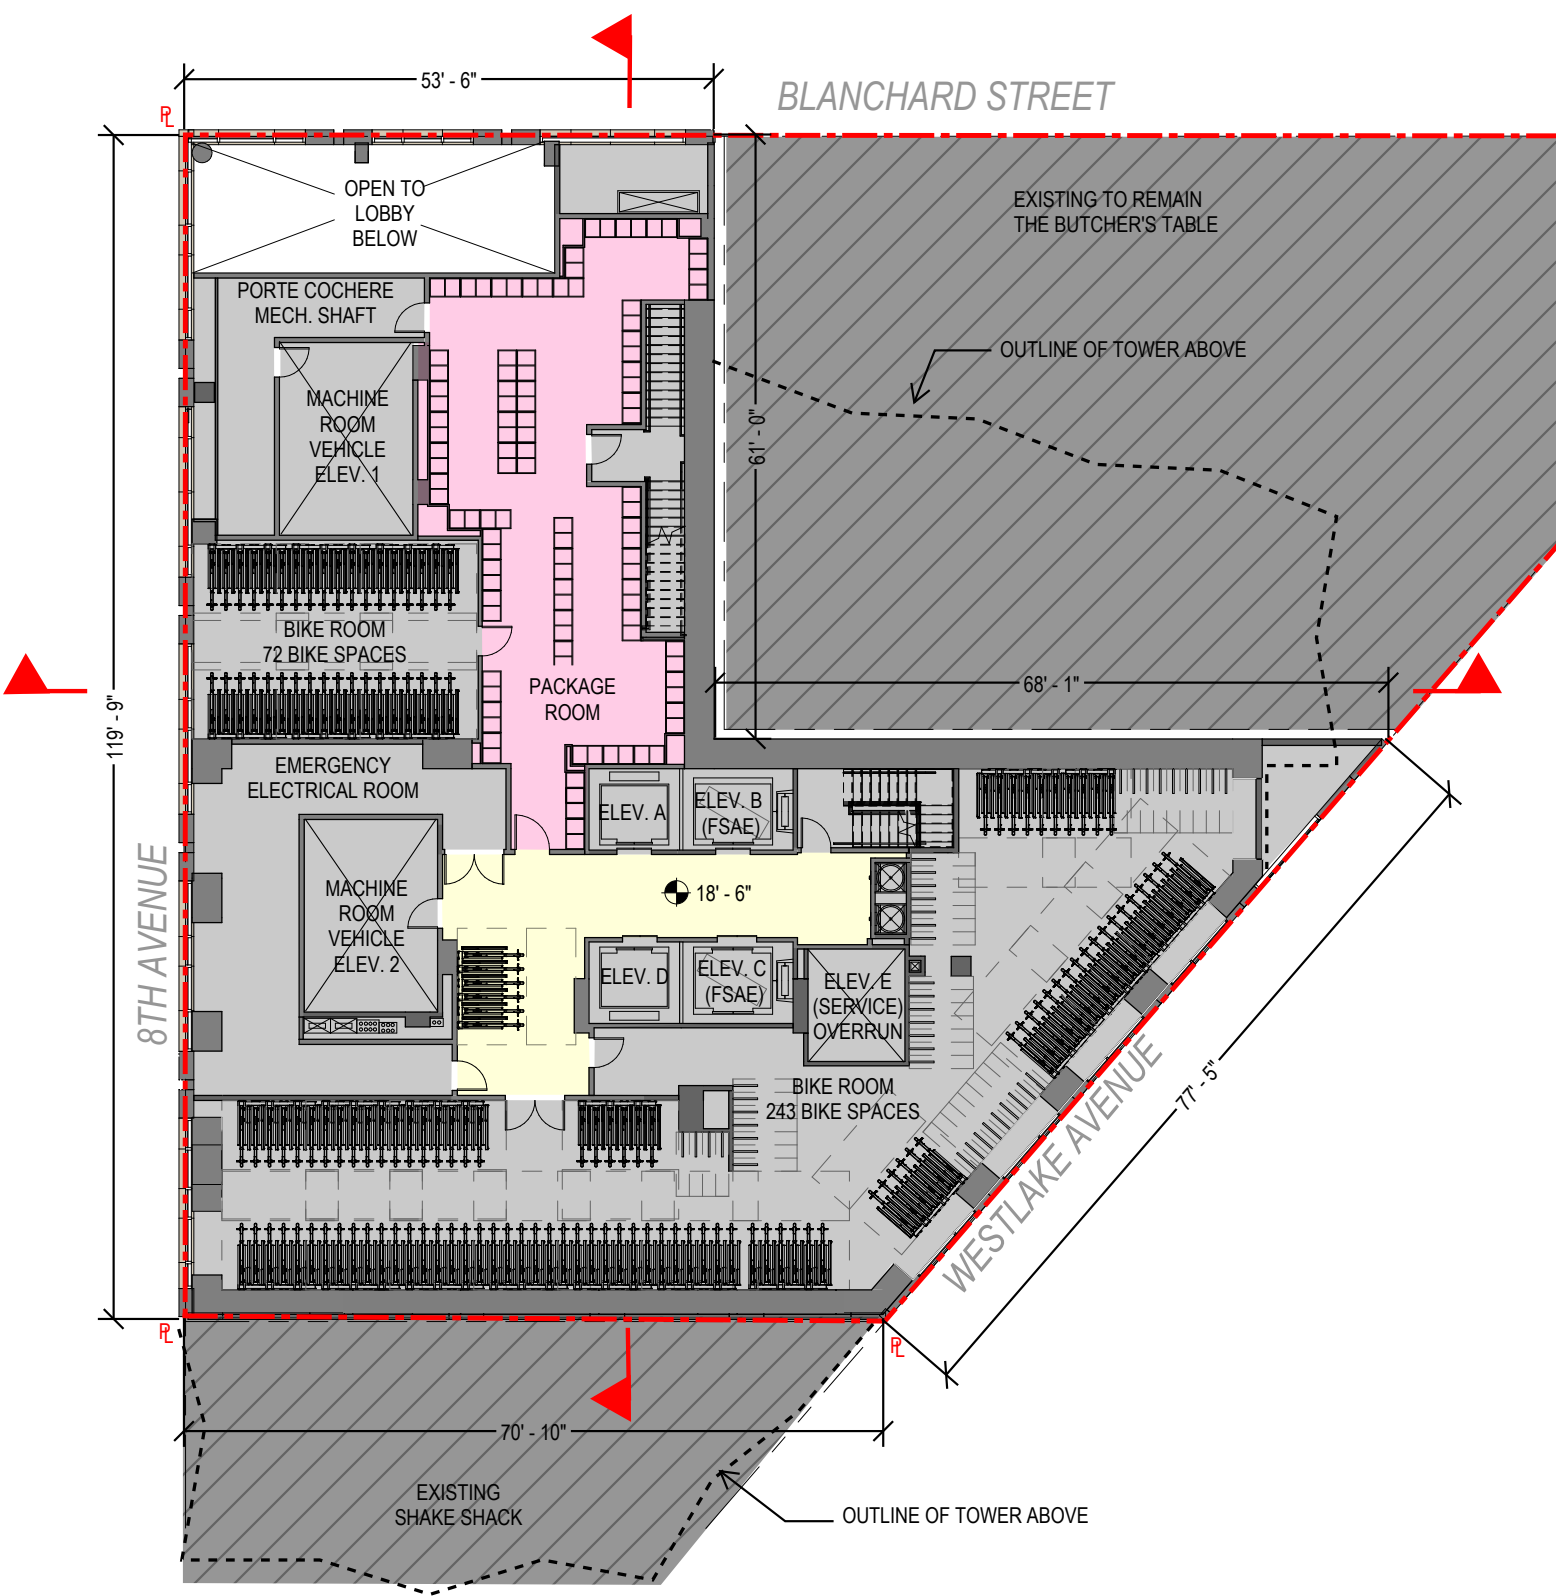 53' - 6"
BLANCHARD STREET
PL
OPEN TO
LOBBY
BELOW
EXISTING TO REMAIN
THE BUTCHER'S TABLE
PORTE COCHERE
MECH. SHAFT
OUTLINE OF TOWER ABOVE
MACHINE
ROOM
VEHICLE
ELEV. 1
61' - 0"
BIKE ROOM
72 BIKE SPACES
PACKAGE
ROOM
68' - 1"
119' - 9"
EMERGENCY
ELECTRICAL ROOM
ELEV. A
ELEV. B
(FSAE)
8TH AVENUE
MACHINE
ROOM
VEHICLE
ELEV. 2
18' - 6"
ELEV. D
ELEV. C
(FSAE)
ELEV. E
(SERVICE)
OVERRUN
BIKE ROOM
243 BIKE SPACES
WESTLAKE AVENUE
77' - 5"
PL
PL
70' - 10"
EXISTING
SHAKE SHACK
OUTLINE OF TOWER ABOVE